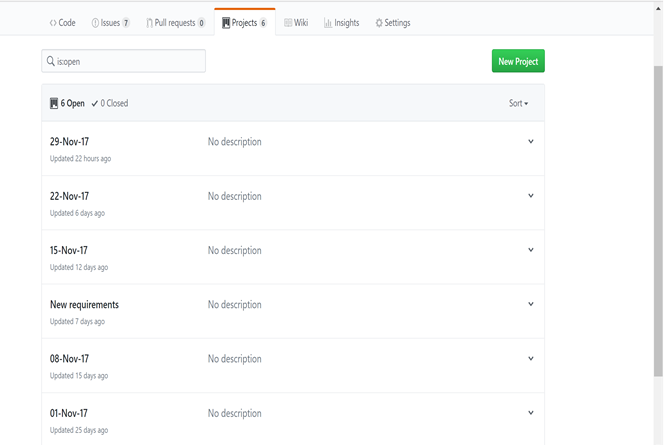 Code Issues 7 Pull requests 0 Projects 6 Wiki Insights Settings
is:open New Project
6 Open 0 Closed Sort
29-Nov-17 No description
Updated 22 hours ago
22-Nov-17 No description
Updated 6 days ago
15-Nov-17 No description
Updated 12 days ago
New requirements No description
Updated 7 days ago
08-Nov-17 No description
Updated 15 days ago
01-Nov-17 No description
Updated 25 days ago